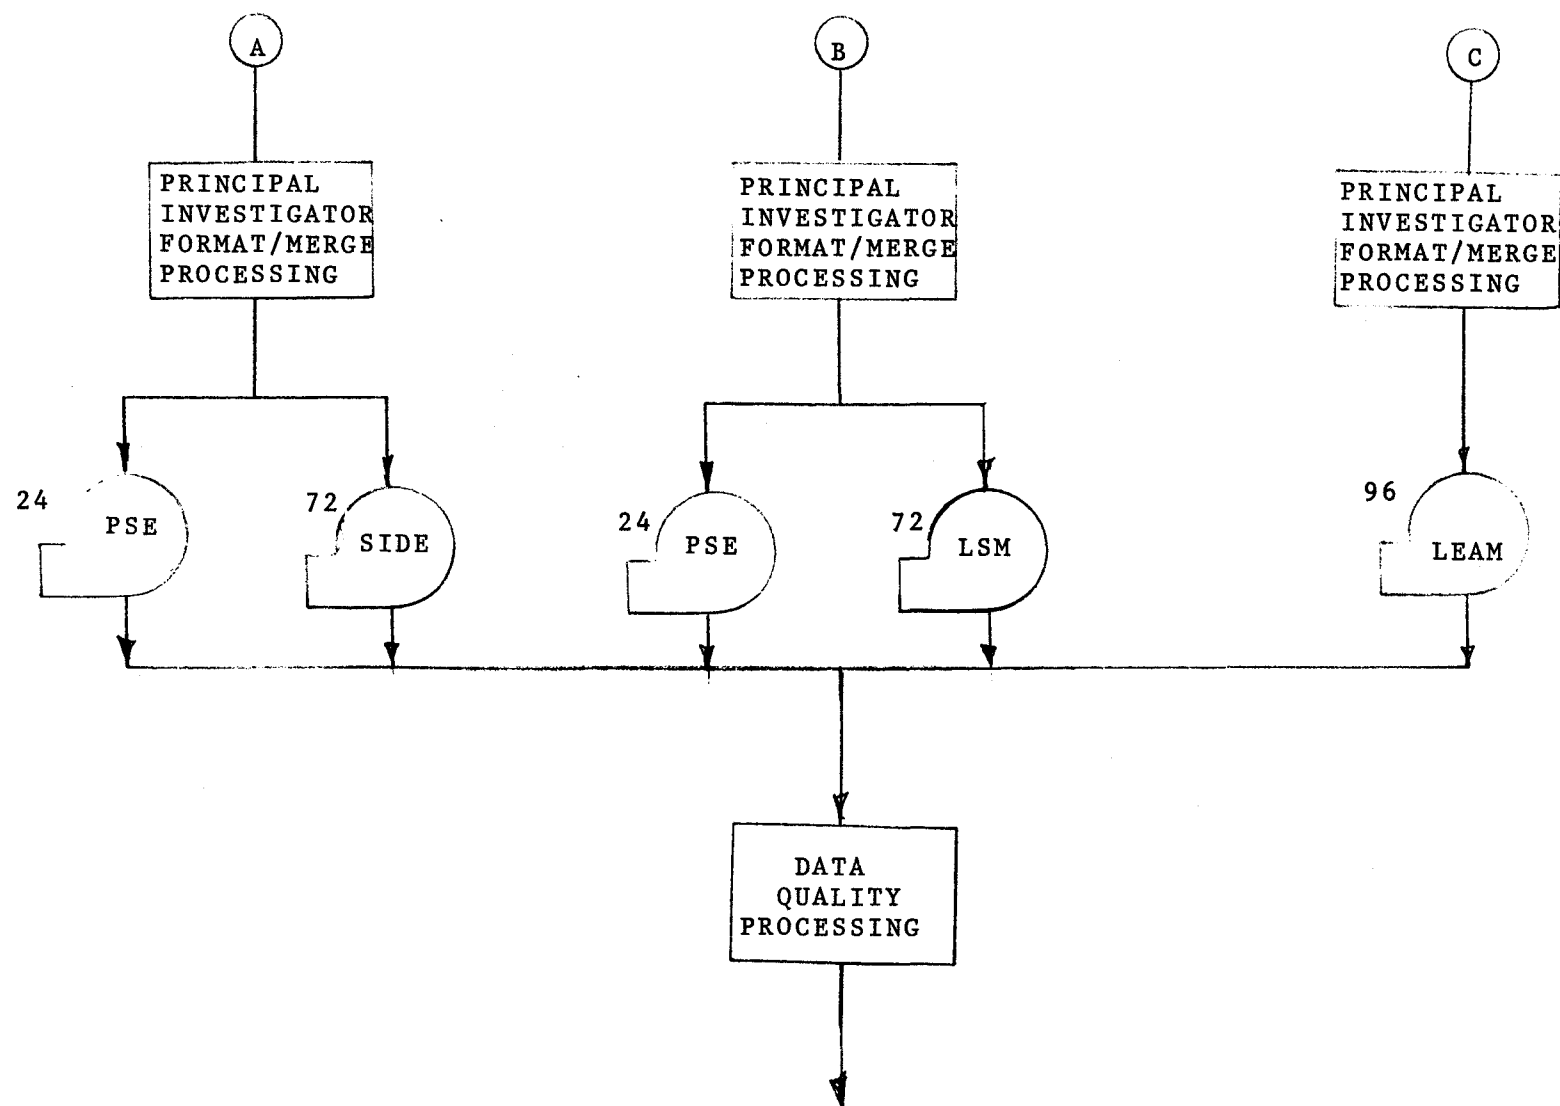 A
B
C
PRINCIPAL
INVESTIGATOR
FORMAT/MERGE
PROCESSING
PRINCIPAL
INVESTIGATOR
FORMAT/MERGE
PROCESSING
PRINCIPAL
INVESTIGATOR
FORMAT/MERGE
PROCESSING
24
PSE
72
SIDE
24
PSE
72
LSM
96
LEAM
DATA
QUALITY
PROCESSING